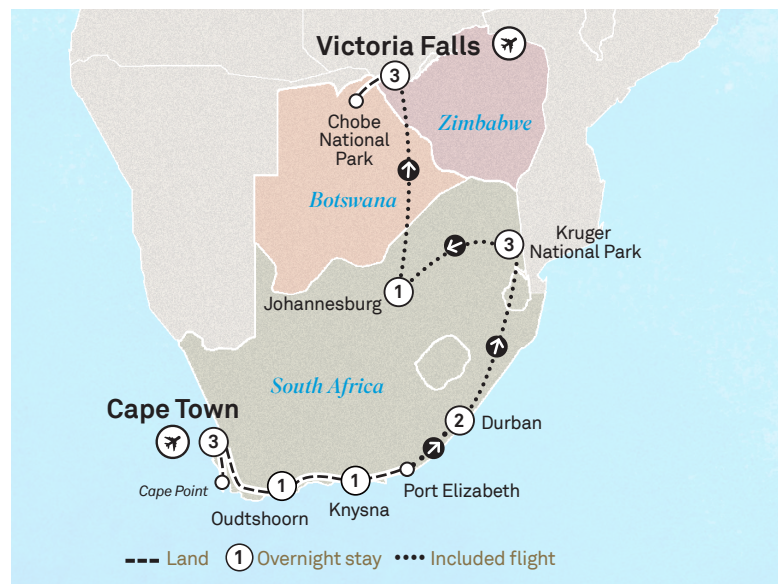 Victoria Falls
3
Chobe
National
Park
Zimbabwe
Botswana
Kruger
National Park
3
Johannesburg
1
South Africa
Cape Town
3
2
Durban
Cape Point
1
Oudtshoorn
1
Knysna
Port Elizabeth
Land
1 Overnight stay
Included flight